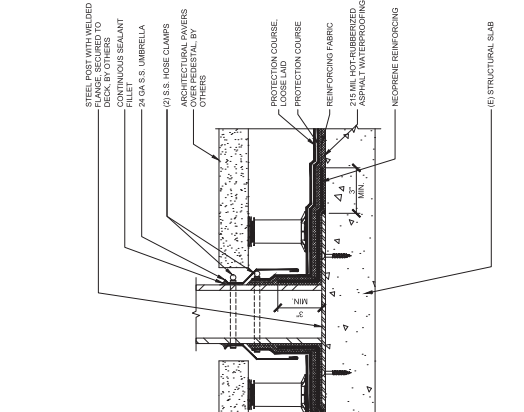 STEEL POST WITH WELDED
FLANGE, SECURED TO
DECK, BY OTHERS
CONTINUOUS SEALANT
FILLET
24 GA S.S. UMBRELLA
(2) S.S. HOSE CLAMPS
ARCHITECTURAL PAVERS
OVER PEDESTAL, BY
OTHERS
PROTECTION COURSE,
LOOSE LAID
PROTECTION COURSE
REINFORCING FABRIC
215 MIL HOT-RUBBERIZED
ASPHALT WATERPROOFING
NEOPRENE REINFORCING
(E) STRUCTURAL SLAB
3"
MIN.
3"
MIN.